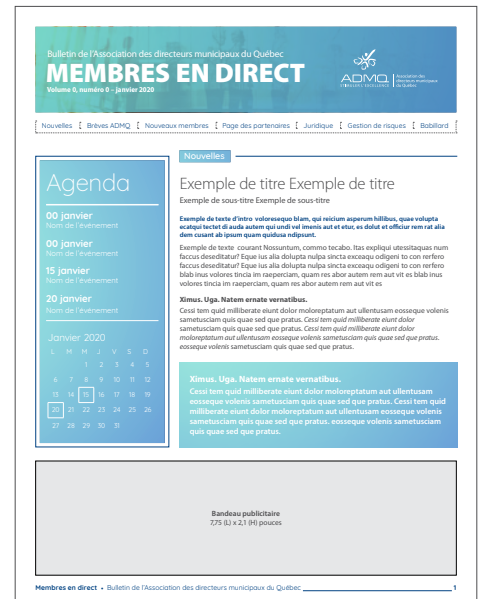 Bulletin de l'Association des directeurs municipaux du Québec
MEMBRES EN DIRECT
Volume 0, numéro 0 – janvier 2020
ADMQ
Association des
directeurs municipaux
du Québec
Nouvelles
Brèves ADMQ
Nouveaux membres
Page des partenaires
Juridique
Gestion de risques
Babillard
Agenda
00 janvier
Nom de l'événement
00 janvier
Nom de l'événement
15 janvier
Nom de l'événement
20 janvier
Nom de l'événement
Janvier 2020
L M M J V S D
1 2 3 4 5
6 7 8 9 10 11 12
13 14 15 16 17 18 19
20 21 22 23 24 25 26
27 28 29 30 31
Nouvelles
Exemple de titre Exemple de titre
Exemple de sous-titre Exemple de sous-titre
Exemple de texte d'intro voloresequo blam, qui reicium asperum hillibus, quae volupta
ecatqui tectet di auda autem qui undi vel imenis aut et etur, es dolut et officiur rem rat alia
dem cusant ab ipsum quam quidusa ndipsunt.
Exemple de texte courant Nossuntum, commo tecabo. Itas expliqui utessitaquas num
faccus deseditatur? Eque ius alia dolupta nulpa sincta exceaqu odigeni to con rerfero
faccus deseditatur? Eque ius alia dolupta nulpa sincta exceaqu odigeni to con rerfero
blab inus volores tincia im raeperciam, quam res abor autem rem aut vit es blab inus
volores tincia im raeperciam, quam res abor autem rem aut vit es
Ximus. Uga. Natem ernate vernatibus.
Cessi tem quid milliberate eiunt dolor moloreptatum aut ullentusam eosseque volenis
sametusciam quis quae sed que pratus. Cessi tem quid milliberate eiunt dolor
sametusciam quis quae sed que pratus. Cessi tem quid milliberate eiunt dolor
moloreptatum aut ullentusam eosseque volenis sametusciam quis quae sed que pratus.
eosseque volenis sametusciam quis quae sed que pratus.
Ximus. Uga. Natem ernate vernatibus.
Cessi tem quid milliberate eiunt dolor moloreptatum aut ullentusam
eosseque volenis sametusciam quis quae sed que pratus. Cessi tem quid
milliberate eiunt dolor moloreptatum aut ullentusam eosseque volenis
sametusciam quis quae sed que pratus. eosseque volenis sametusciam
quis quae sed que pratus.
Bandeau publicitaire
7,75 (L) x 2,1 (H) pouces
Membres en direct • Bulletin de l'Association des directeurs municipaux du Québec 1